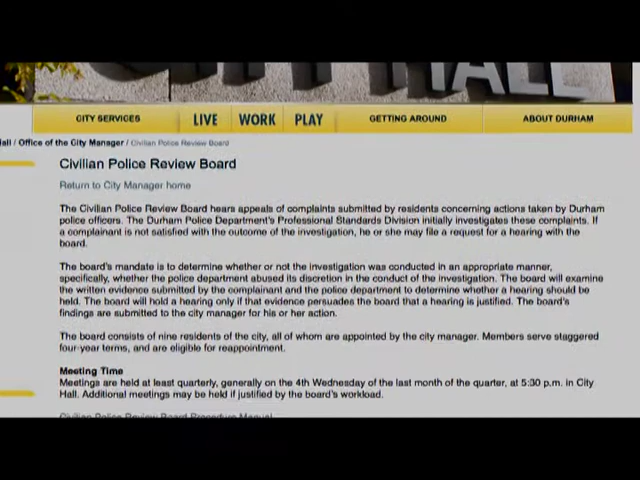 CITY HALL
CITY SERVICES LIVE WORK PLAY GETTING AROUND ABOUT DURHAM
Hall / Office of the City Manager / Civilian Police Review Board
Civilian Police Review Board
Return to City Manager home
The Civilian Police Review Board hears appeals of complaints submitted by residents concerning actions taken by Durham
police officers. The Durham Police Department's Professional Standards Division initially investigates these complaints. If
a complainant is not satisfied with the outcome of the investigation, he or she may file a request for a hearing with the
board.
The board's mandate is to determine whether or not the investigation was conducted in an appropriate manner,
specifically, whether the police department abused its discretion in the conduct of the investigation. The board will examine
the written evidence submitted by the complainant and the police department to determine whether a hearing should be
held. The board will hold a hearing only if that evidence persuades the board that a hearing is justified. The board's
findings are submitted to the city manager for his or her action.
The board consists of nine residents of the city, all of whom are appointed by the city manager. Members serve staggered
four-year terms, and are eligible for reappointment.
Meeting Time
Meetings are held at least quarterly, generally on the 4th Wednesday of the last month of the quarter, at 5:30 p.m. in City
Hall. Additional meetings may be held if justified by the board's workload.
Civilian Police Review Board Procedure Manual